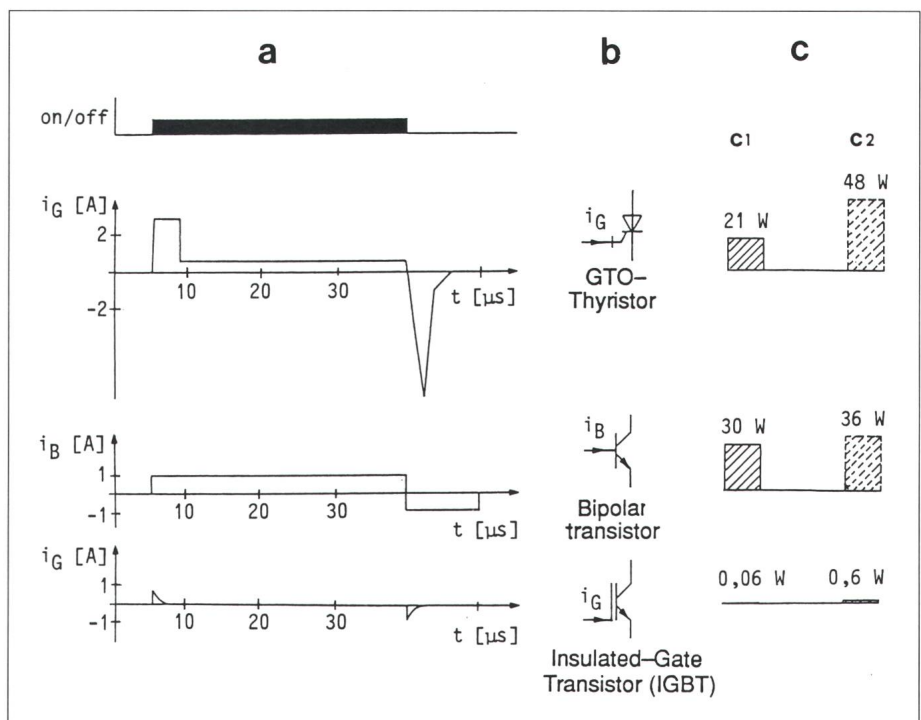 a b c
on/off
c1 c2
iG [A]
2
-2
10 20 30
t [µs]
iG
GTO–
Thyristor
21 W
48 W
iB [A]
1
-1
10 20 30
t [µs]
iB
Bipolar
transistor
30 W
36 W
iG [A]
1
-1
10 20 30
t [µs]
iG
Insulated–Gate
Transistor (IGBT)
0,06 W 0,6 W